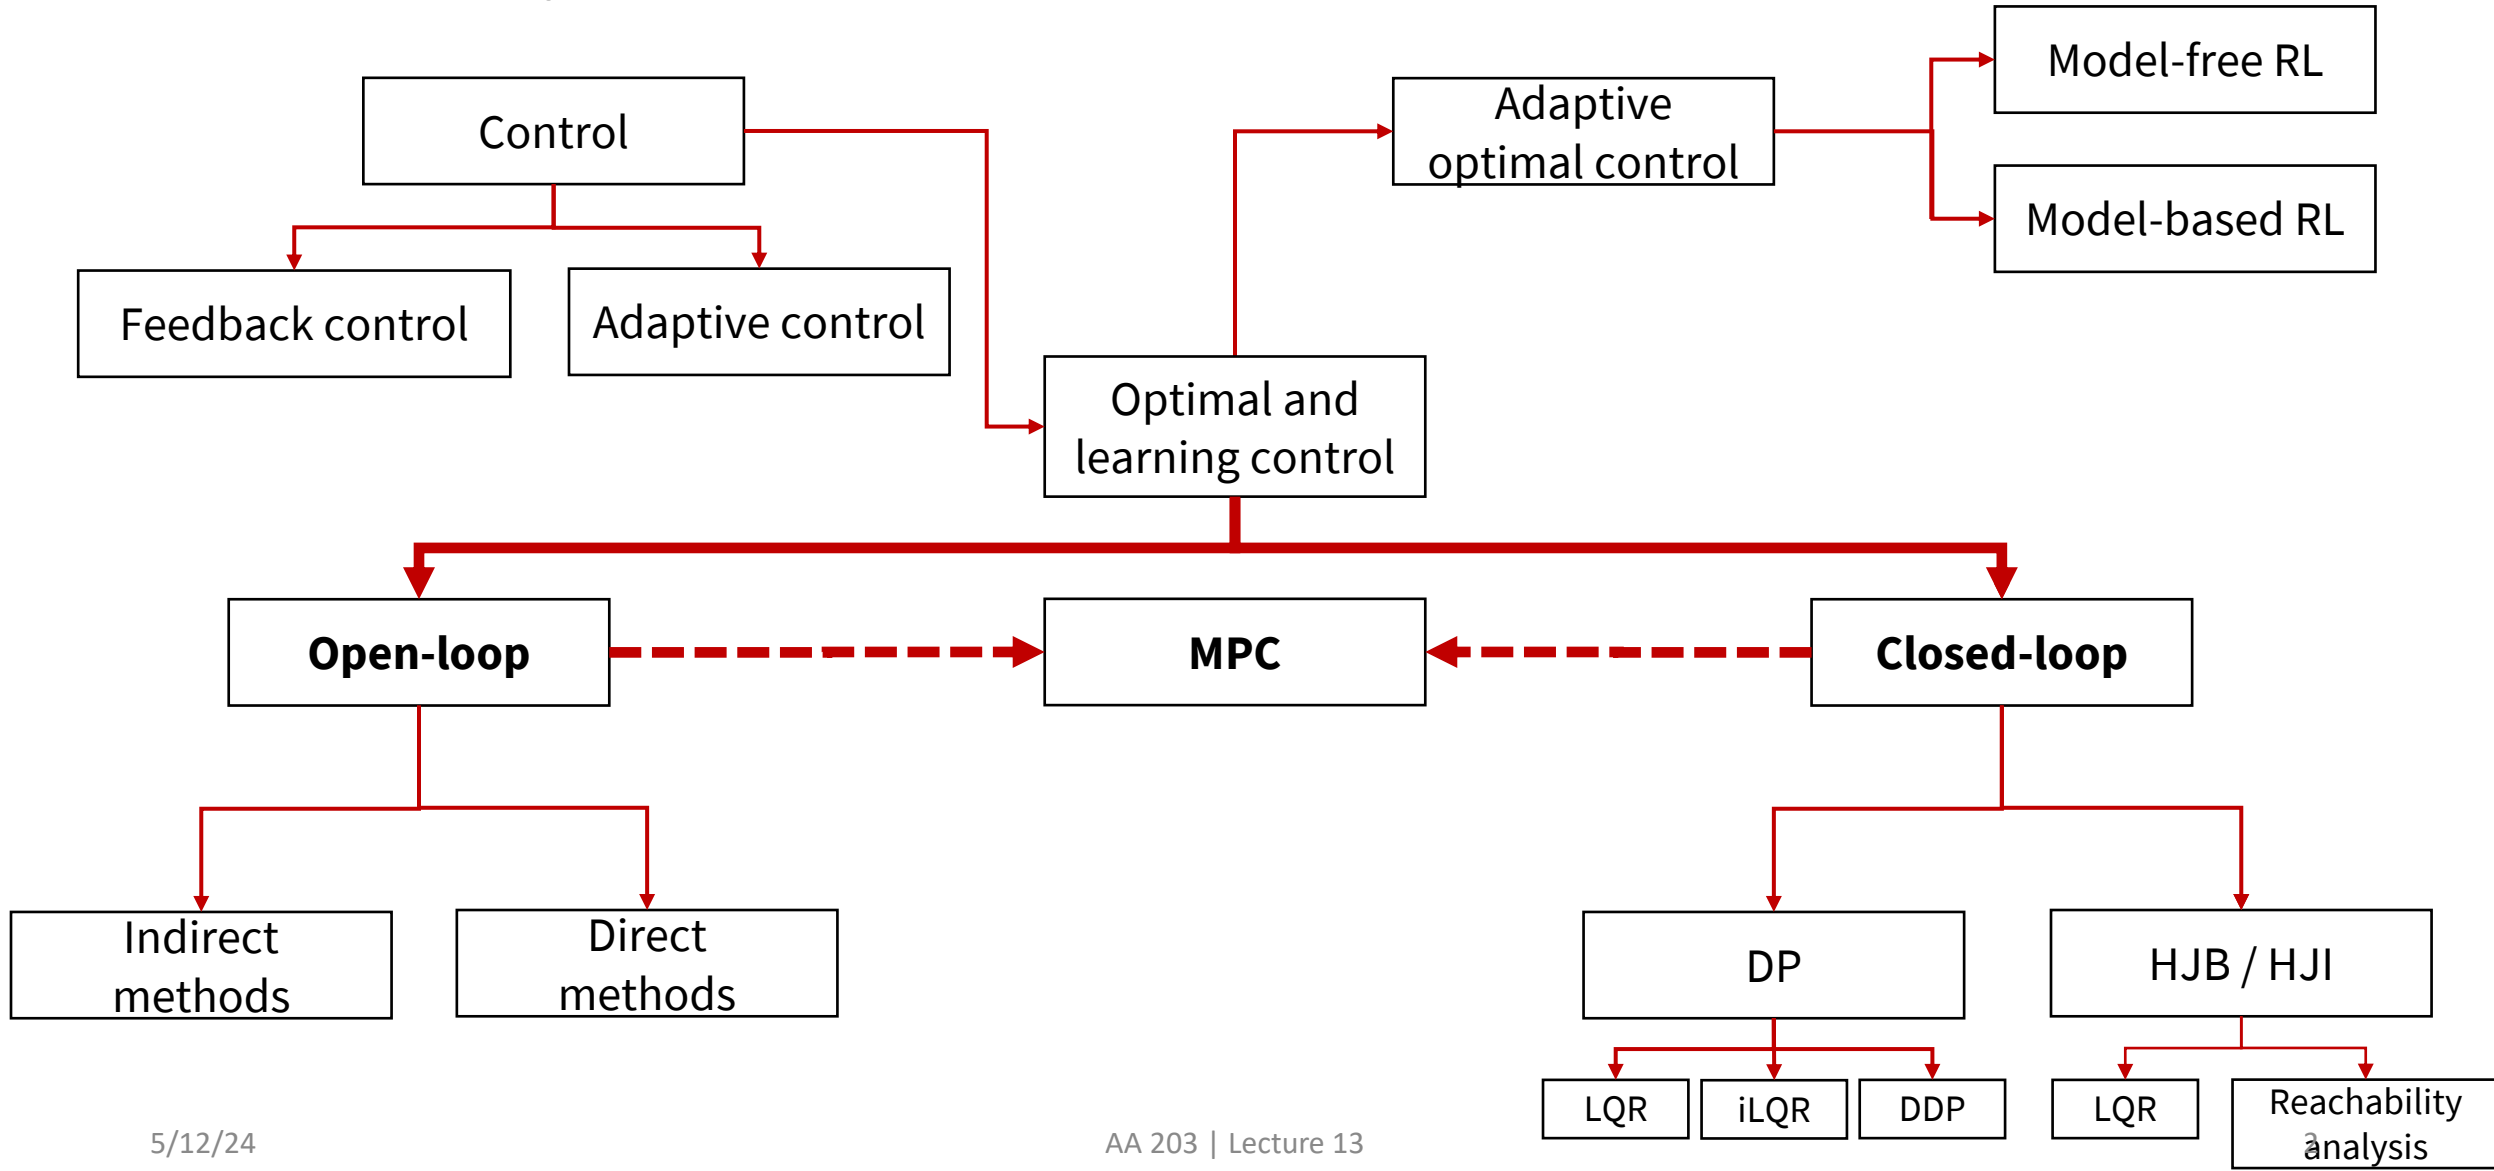 Control
Adaptive
optimal control
Model-free RL
Model-based RL
Feedback control
Adaptive control
Optimal and
learning control
Open-loop
MPC
Closed-loop
Indirect
methods
Direct
methods
DP
HJB / HJI
LQR
iLQR
DDP
LQR
Reachability
analysis
5/12/24
AA 203 | Lecture 13
2